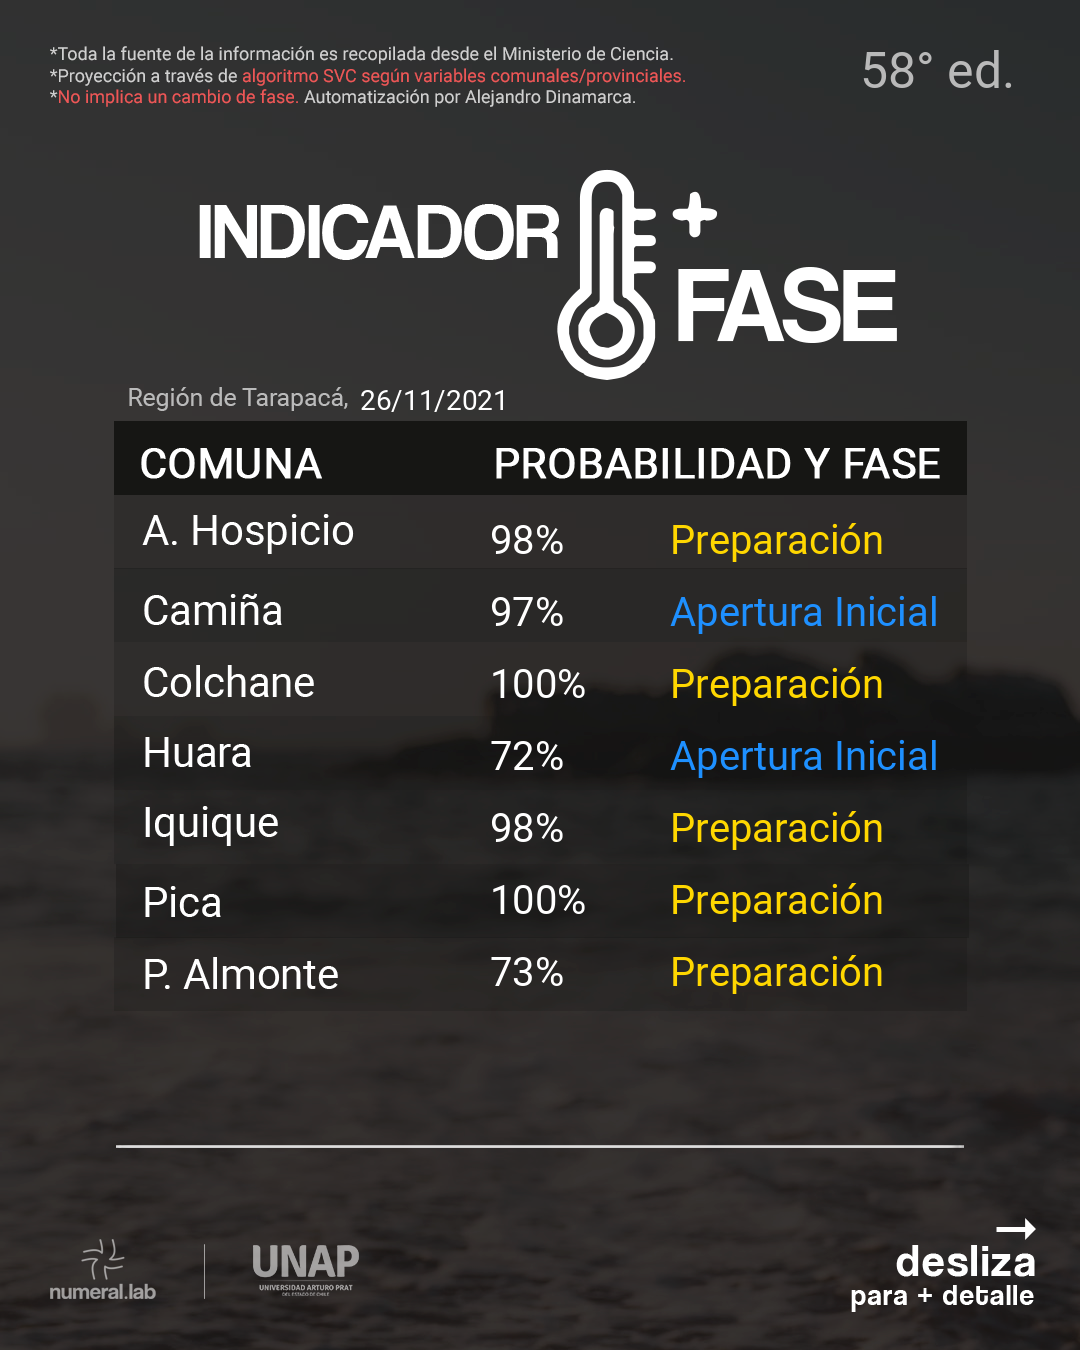 *Toda la fuente de la información es recopilada desde el Ministerio de Ciencia.
*Proyección a través de algoritmo SVC según variables comunales/provinciales.
*No implica un cambio de fase. Automatización por Alejandro Dinamarca.
58° ed.
INDICADOR
+
FASE
Región de Tarapacá, 26/11/2021
COMUNA PROBABILIDAD Y FASE
A. Hospicio 98% Preparación
Camiña 97% Apertura Inicial
Colchane 100% Preparación
Huara 72% Apertura Inicial
Iquique 98% Preparación
Pica 100% Preparación
P. Almonte 73% Preparación
numeral.lab
UNAP
UNIVERSIDAD ARTURO PRAT
DEL ESTADO DE CHILE
desliza
para + detalle